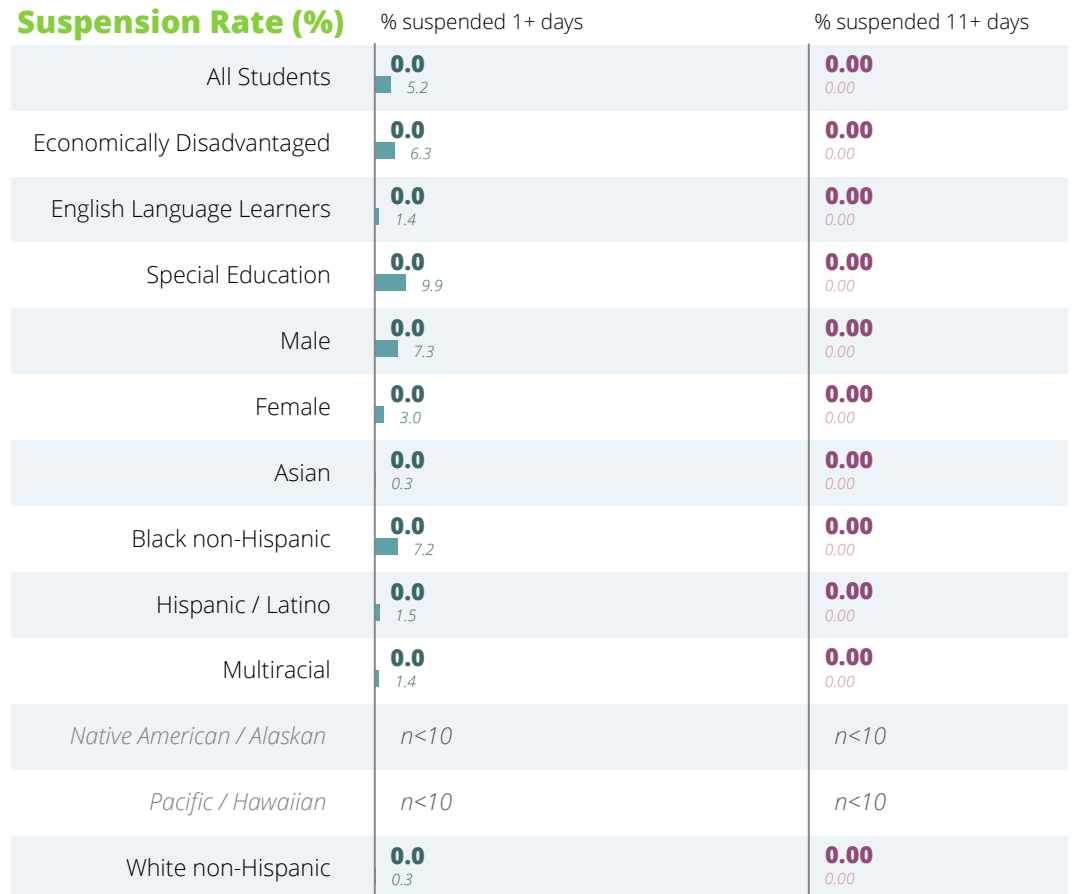 Suspension Rate (%) % suspended 1+ days % suspended 11+ days
All Students 0.0 0.00
5.2 0.00
Economically Disadvantaged 0.0 0.00
6.3 0.00
English Language Learners 0.0 0.00
1.4 0.00
Special Education 0.0 0.00
9.9 0.00
Male 0.0 0.00
7.3 0.00
Female 0.0 0.00
3.0 0.00
Asian 0.0 0.00
0.3 0.00
Black non-Hispanic 0.0 0.00
7.2 0.00
Hispanic / Latino 0.0 0.00
1.5 0.00
Multiracial 0.0 0.00
1.4 0.00
Native American / Alaskan n<10 n<10
Pacific / Hawaiian n<10 n<10
White non-Hispanic 0.0 0.00
0.3 0.00